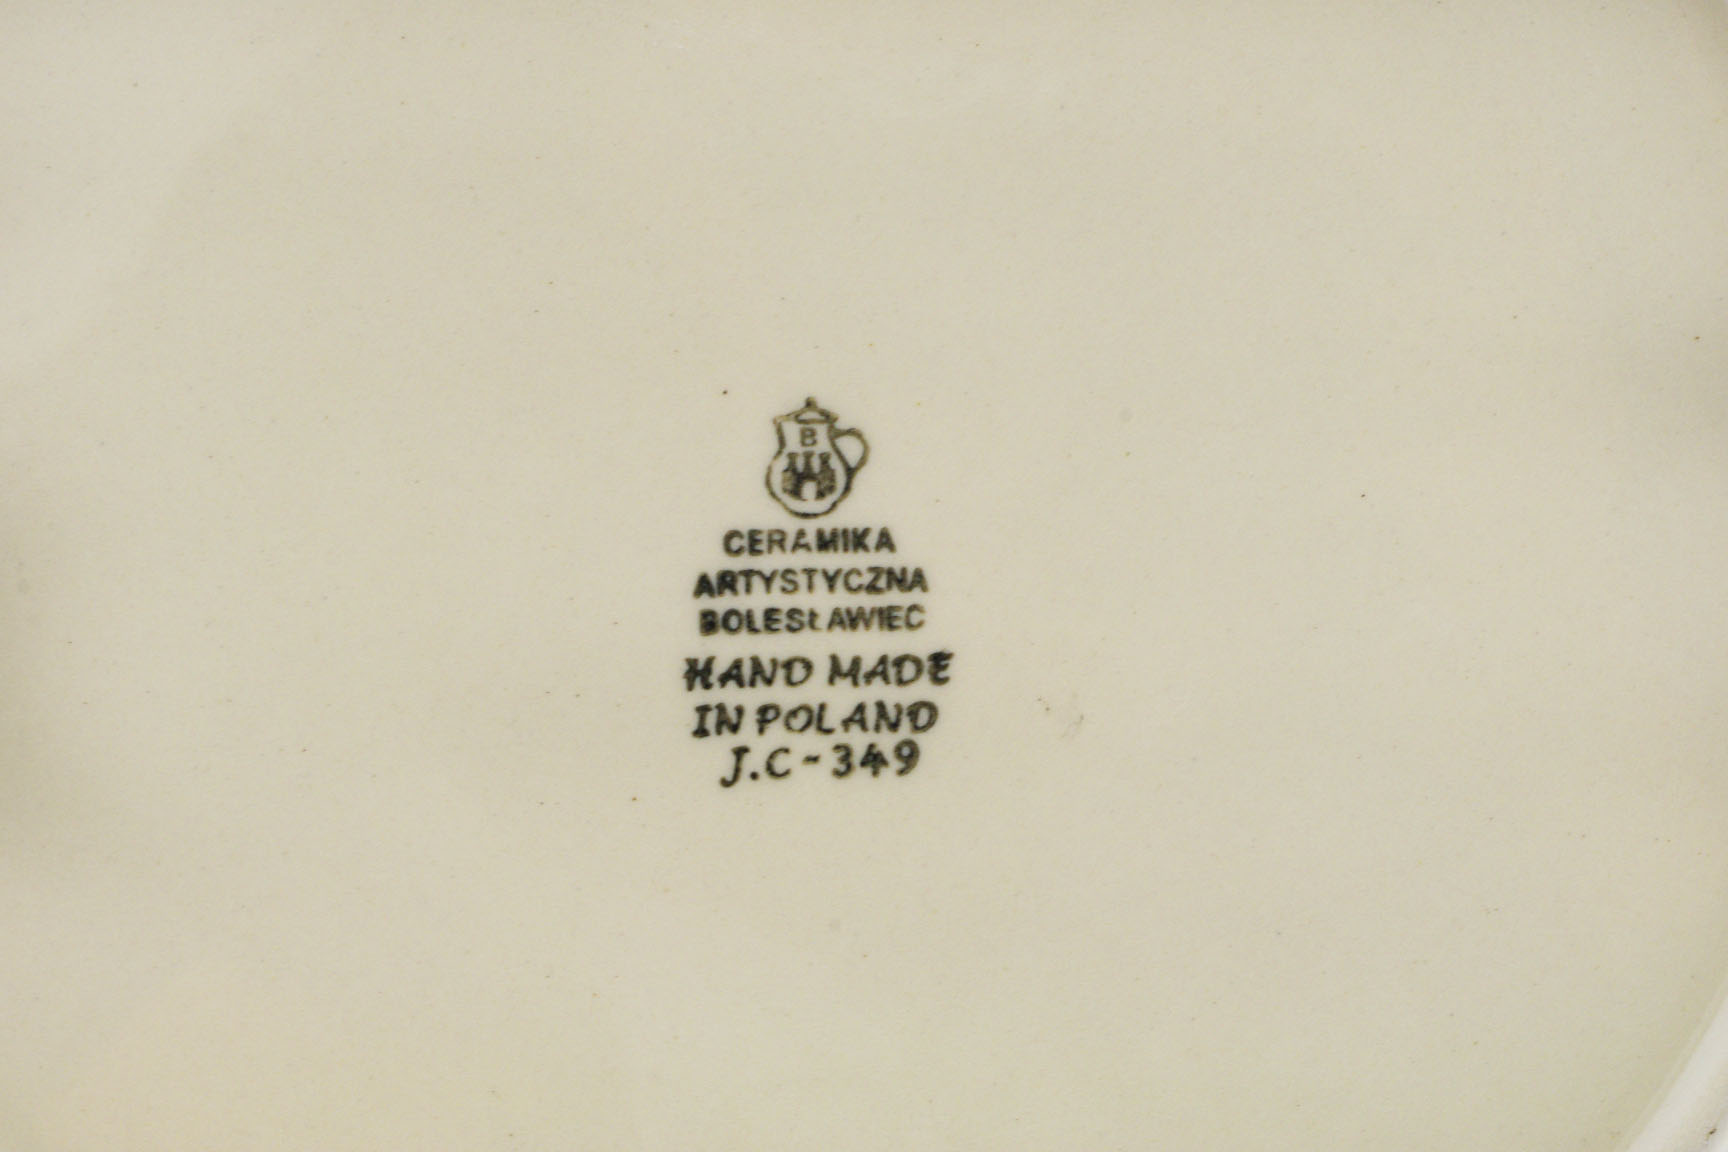 B
CERAMIKA
ARTYSTYCZNA
BOLESŁAWIEC
HAND MADE
IN POLAND
J.C-349